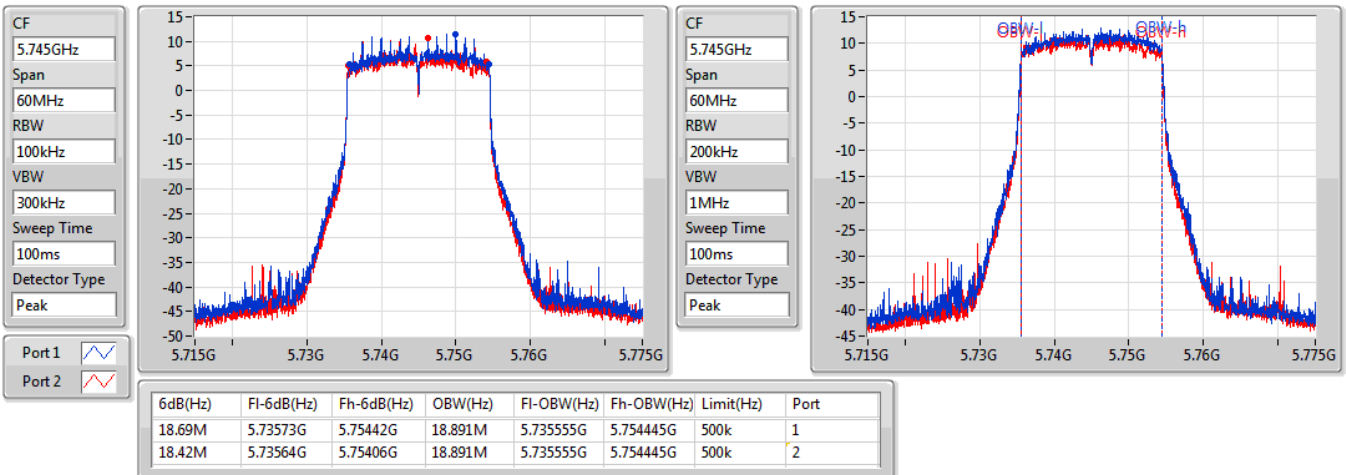 CF
5.745GHz
Span
60MHz
RBW
100kHz
VBW
300kHz
Sweep Time
100ms
Detector Type
Peak
Port 1
Port 2
15-
10-
5-
0-
-5-
-10-
-15-
-20-
-25-
-30-
-35-
-40-
-45-
-50-
5.715G 5.73G 5.74G 5.75G 5.76G 5.775G
CF
5.745GHz
Span
60MHz
RBW
200kHz
VBW
1MHz
Sweep Time
100ms
Detector Type
Peak
15-
10-
5-
0-
-5-
-10-
-15-
-20-
-25-
-30-
-35-
-40-
-45-
OBW-l OBW-h
OBW-l OBW-h
5.715G 5.73G 5.74G 5.75G 5.76G 5.775G
6dB(Hz) Fl-6dB(Hz) Fh-6dB(Hz) OBW(Hz) Fl-OBW(Hz) Fh-OBW(Hz) Limit(Hz) Port
18.69M 5.73573G 5.75442G 18.891M 5.735555G 5.754445G 500k 1
18.42M 5.73564G 5.75406G 18.891M 5.735555G 5.754445G 500k 2